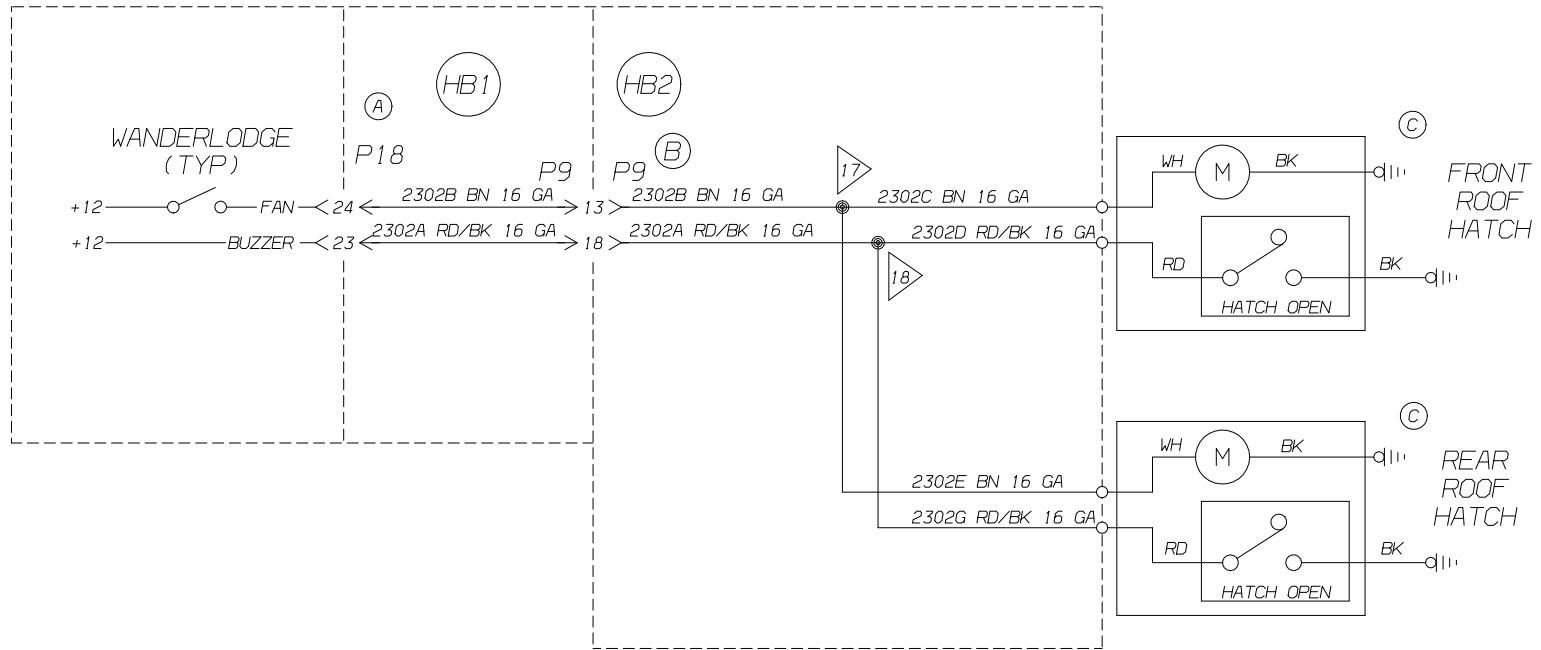 HB1
HB2
A
WANDERLODGE
(TYP)
P18
P9
P9
B
+12
FAN
24
2302B BN 16 GA
13
2302B BN 16 GA
17
2302C BN 16 GA
+12
BUZZER
23
2302A RD/BK 16 GA
18
2302A RD/BK 16 GA
18
2302D RD/BK 16 GA
C
WH
M
BK
FRONT
ROOF
HATCH
RD
BK
HATCH OPEN
C
WH
M
BK
REAR
ROOF
HATCH
2302E BN 16 GA
2302G RD/BK 16 GA
RD
BK
HATCH OPEN